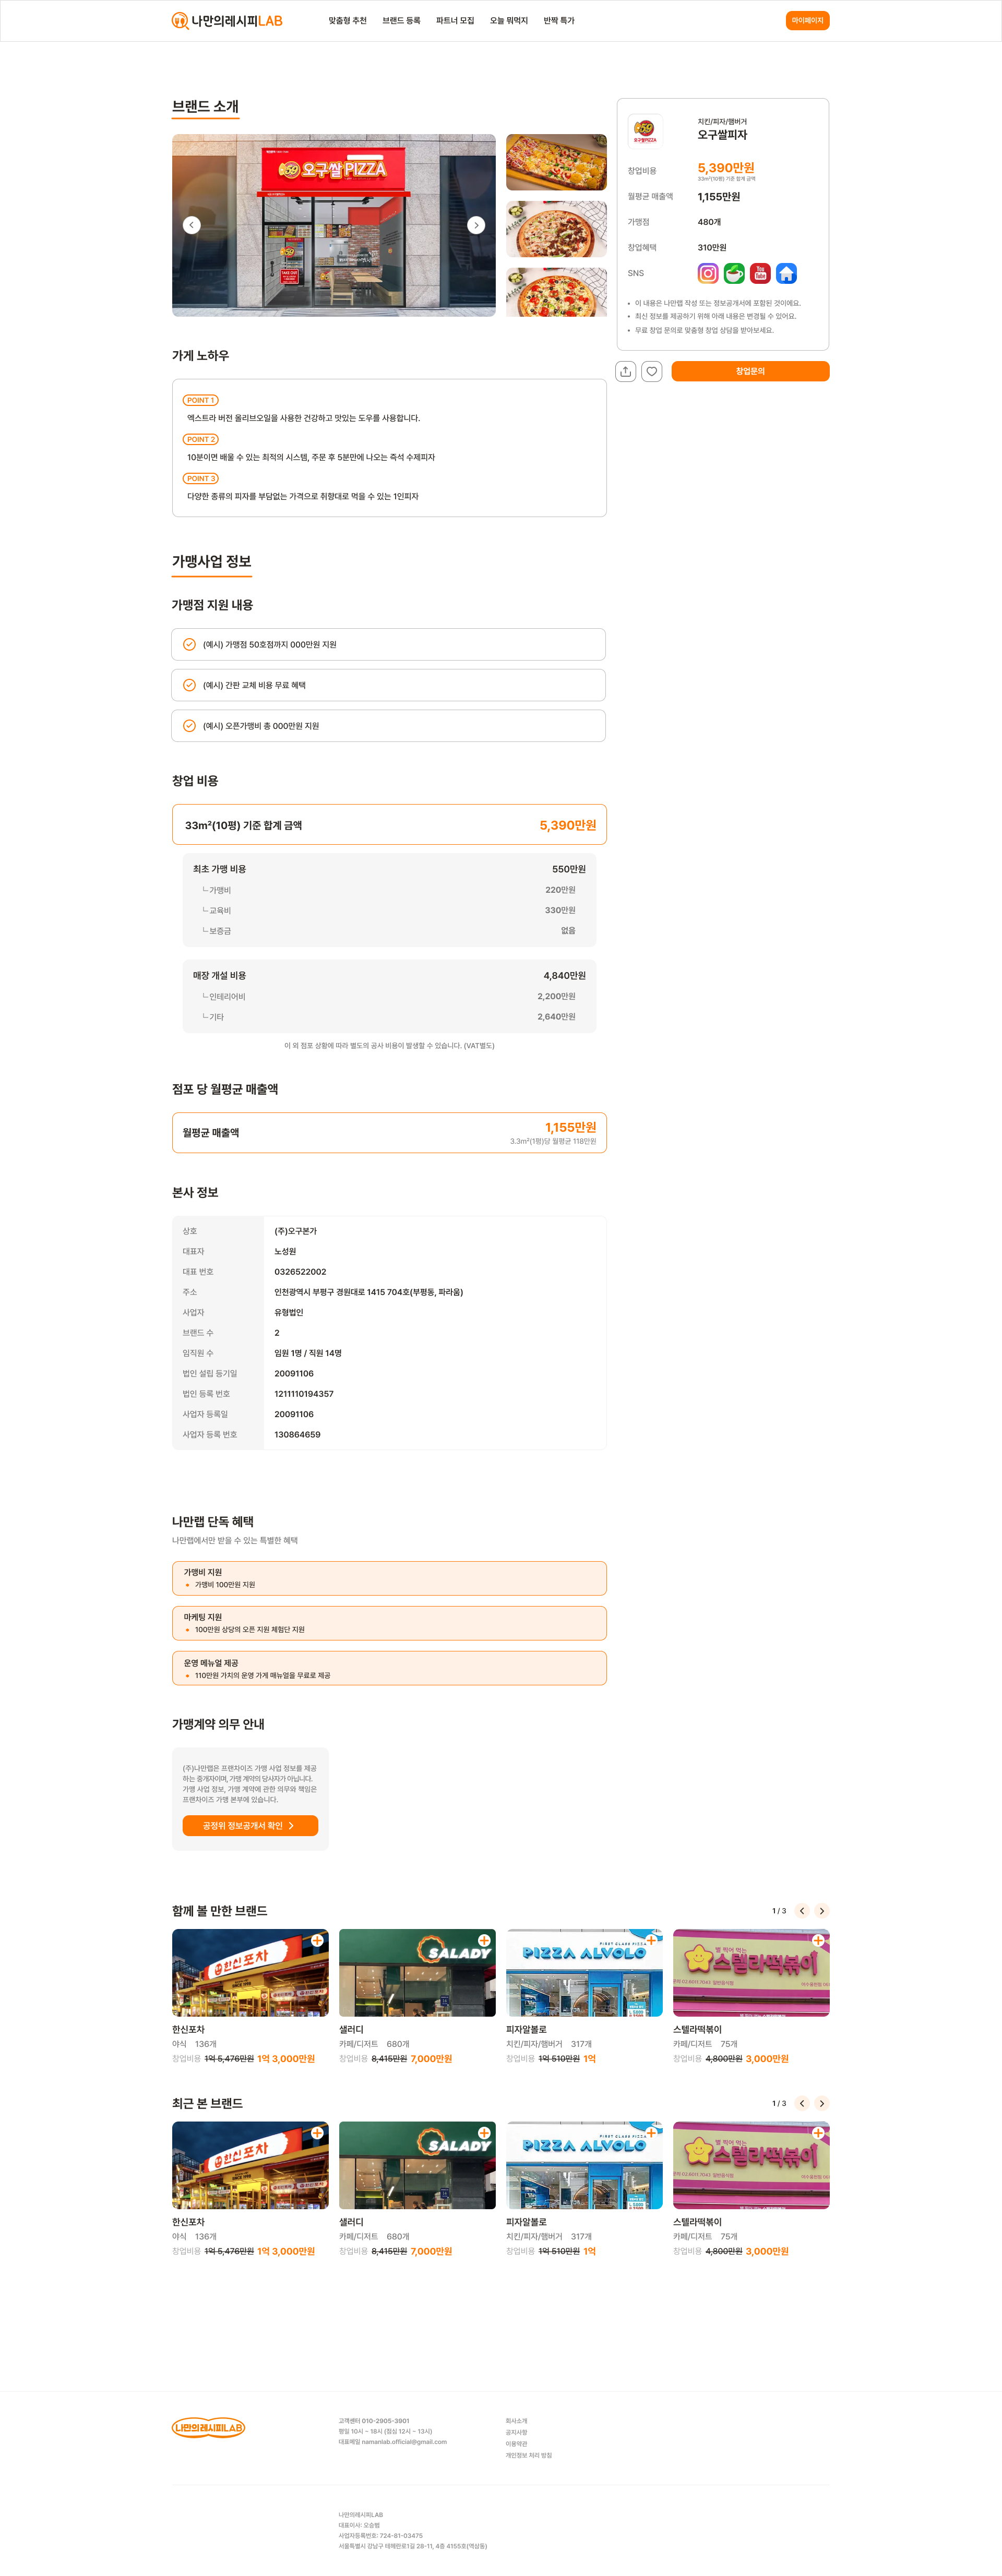 나만의레시피LAB
맞춤형 추천
브랜드 등록
파트너 모집
오늘 뭐먹지
반짝 특가
마이페이지
브랜드 소개
오구쌀PIZZA
오구쌀PIZZA
치킨/피자/햄버거
오구쌀피자
창업비용
5,390만원
33m²(10평) 기준 합계 금액
월평균 매출액
1,155만원
가맹점
480개
창업혜택
310만원
SNS
You Tube
• 이 내용은 나만랩 작성 또는 정보공개서에 포함된 것이에요.
• 최신 정보를 제공하기 위해 아래 내용은 변경될 수 있어요.
• 무료 창업 문의로 맞춤형 창업 상담을 받아보세요.
창업문의
가게 노하우
POINT 1
엑스트라 버전 올리브오일을 사용한 건강하고 맛있는 도우를 사용합니다.
POINT 2
10분이면 배울 수 있는 최적의 시스템, 주문 후 5분만에 나오는 즉석 수제피자
POINT 3
다양한 종류의 피자를 부담없는 가격으로 취향대로 먹을 수 있는 1인피자
가맹사업 정보
가맹점 지원 내용
(예시) 가맹점 50호점까지 000만원 지원
(예시) 간판 교체 비용 무료 혜택
(예시) 오픈가맹비 총 000만원 지원
창업 비용
33m²(10평) 기준 합계 금액
5,390만원
최초 가맹 비용
550만원
ㄴ가맹비
220만원
ㄴ교육비
330만원
ㄴ보증금
없음
매장 개설 비용
4,840만원
ㄴ인테리어비
2,200만원
ㄴ기타
2,640만원
이 외 점포 상황에 따라 별도의 공사 비용이 발생할 수 있습니다. (VAT별도)
점포 당 월평균 매출액
월평균 매출액
1,155만원
3.3m²(1평)당 월평균 118만원
본사 정보
상호
(주)오구본가
대표자
노성원
대표 번호
0326522002
주소
인천광역시 부평구 경원대로 1415 704호(부평동, 파라움)
사업자
유형법인
브랜드 수
2
임직원 수
임원 1명 / 직원 14명
법인 설립 등기일
20091106
법인 등록 번호
1211110194357
사업자 등록일
20091106
사업자 등록 번호
130864659
나만랩 단독 혜택
나만랩에서만 받을 수 있는 특별한 혜택
가맹비 지원
• 가맹비 100만원 지원
마케팅 지원
• 100만원 상당의 오픈 지원 체험단 지원
운영 메뉴얼 제공
• 110만원 가치의 운영 가게 매뉴얼을 무료로 제공
가맹계약 의무 안내
(주)나만랩은 프랜차이즈 가맹 사업 정보를 제공
하는 중개자이며, 가맹 계약의 당사자가 아닙니다.
가맹 사업 정보, 가맹 계약에 관한 의무와 책임은
프랜차이즈 가맹 본부에 있습니다.
공정위 정보공개서 확인
함께 볼 만한 브랜드
1 / 3
한신포차
SALADY
PIZZA ALVOLO
스텔라떡볶이
한신포차
야식 136개
창업비용 1억 5,476만원 1억 3,000만원
샐러디
카페/디저트 680개
창업비용 8,415만원 7,000만원
피자알볼로
치킨/피자/햄버거 317개
창업비용 1억 510만원 1억
스텔라떡볶이
카페/디저트 75개
창업비용 4,800만원 3,000만원
최근 본 브랜드
1 / 3
한신포차
SALADY
PIZZA ALVOLO
스텔라떡볶이
한신포차
야식 136개
창업비용 1억 5,476만원 1억 3,000만원
샐러디
카페/디저트 680개
창업비용 8,415만원 7,000만원
피자알볼로
치킨/피자/햄버거 317개
창업비용 1억 510만원 1억
스텔라떡볶이
카페/디저트 75개
창업비용 4,800만원 3,000만원
나만의레시피LAB
고객센터 010-2905-3901
평일 10시 ~ 18시 (점심 12시 ~ 13시)
대표메일 namanlab.official@gmail.com
회사소개
공지사항
이용약관
개인정보 처리 방침
나만의레시피LAB
대표이사: 오승범
사업자등록번호: 724-81-03475
서울특별시 강남구 테헤란로1길 28-11, 4층 4155호(역삼동)